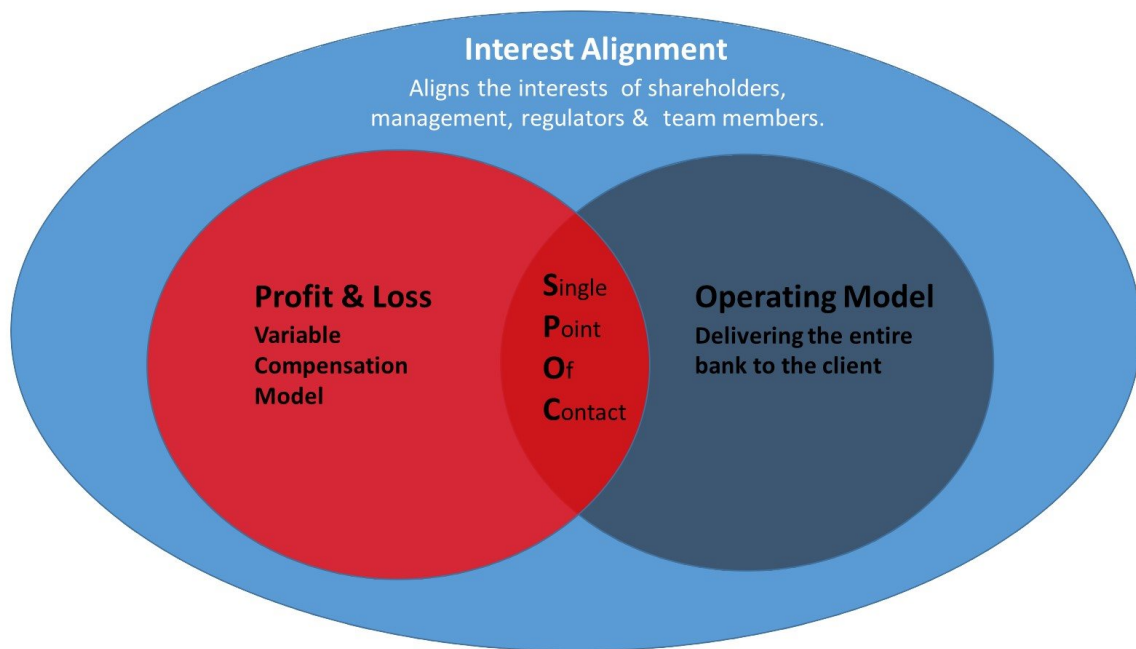 Interest Alignment
Aligns the interests of shareholders,
management, regulators & team members.
Profit & Loss
Variable
Compensation
Model
Single
Point
Of
Contact
Operating Model
Delivering the entire
bank to the client